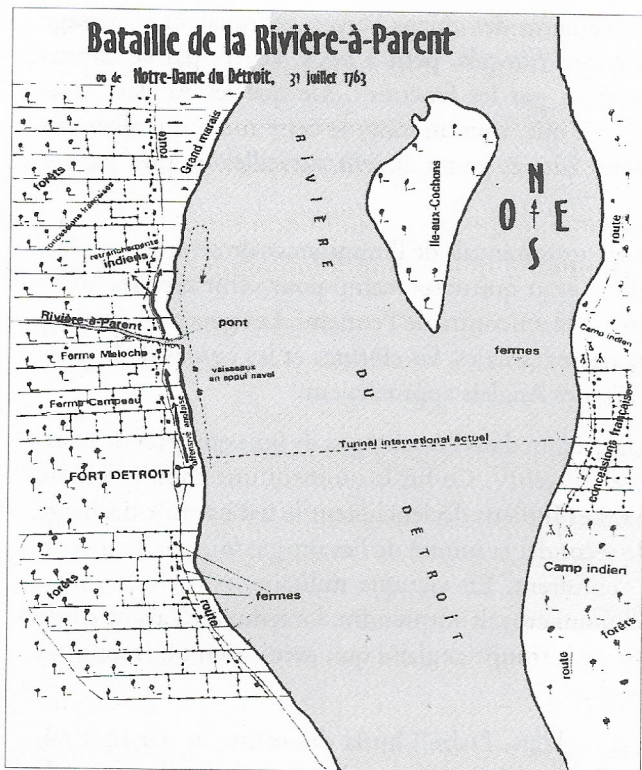 Bataille de la Rivière-à-Parent
ou de Notre-Dame du Détroit, 31 juillet 1763
forêts
concessions françaises
route
Grand marais
retranchements
indiens
RIVIÈRE
DU
DÉTROIT
Île-aux-Cochons
N
O E
route
Rivière-à-Parent
pont
Ferme Meloche
vaisseaux
en appui naval
fermes
Camp indien
Ferme Campeau
offensive anglaise
Tunnel international actuel
concessions françaises
FORT DETROIT
Camp indien
forêts
fermes
route
forêts
route